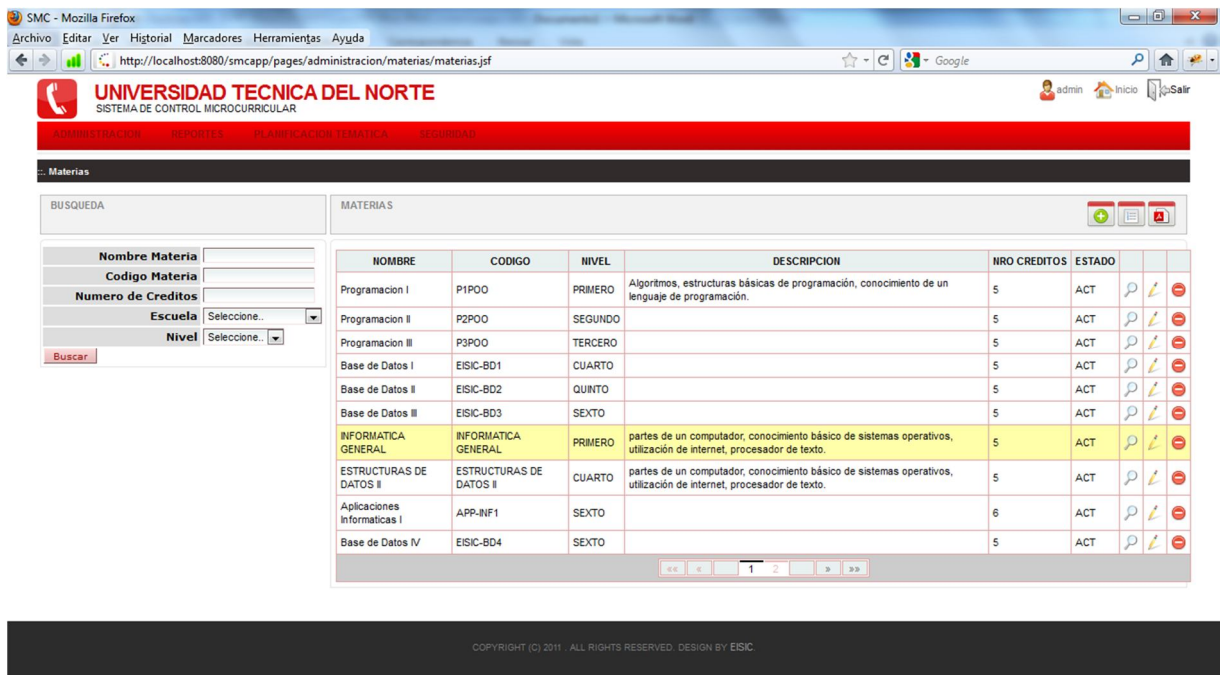 SMC - Mozilla Firefox
Archivo Editar Ver Historial Marcadores Herramientas Ayuda
http://localhost:8080/smcapp/pages/administracion/materias/materias.jsf
Google
UNIVERSIDAD TECNICA DEL NORTE
SISTEMA DE CONTROL MICROCURRICULAR
admin Inicio Salir
ADMINISTRACION REPORTES PLANIFICACION TEMATICA SEGURIDAD
::. Materias
BUSQUEDA
Nombre Materia
Codigo Materia
Numero de Creditos
Escuela Seleccione..
Nivel Seleccione..
Buscar
MATERIAS
NOMBRE CODIGO NIVEL DESCRIPCION NRO CREDITOS ESTADO
Programacion I P1POO PRIMERO Algoritmos, estructuras básicas de programación, conocimiento de un
lenguaje de programación. 5 ACT
Programacion II P2POO SEGUNDO 5 ACT
Programacion III P3POO TERCERO 5 ACT
Base de Datos I EISIC-BD1 CUARTO 5 ACT
Base de Datos II EISIC-BD2 QUINTO 5 ACT
Base de Datos III EISIC-BD3 SEXTO 5 ACT
INFORMATICA
GENERAL INFORMATICA
GENERAL PRIMERO partes de un computador, conocimiento básico de sistemas operativos,
utilización de internet, procesador de texto. 5 ACT
ESTRUCTURAS DE
DATOS II ESTRUCTURAS DE
DATOS II CUARTO partes de un computador, conocimiento básico de sistemas operativos,
utilización de internet, procesador de texto. 5 ACT
Aplicaciones
Informaticas I APP-INF1 SEXTO 6 ACT
Base de Datos IV EISIC-BD4 SEXTO 5 ACT
«« « 1 2 » »»
COPYRIGHT (C) 2011 . ALL RIGHTS RESERVED. DESIGN BY EISIC.